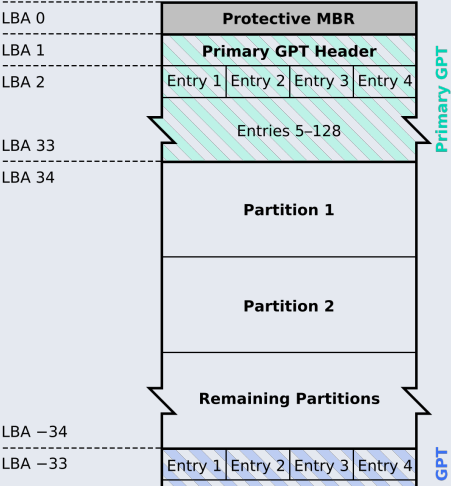 LBA 0
Protective MBR
LBA 1
Primary GPT Header
LBA 2
Entry 1 Entry 2 Entry 3 Entry 4
Entries 5–128
LBA 33
Primary GPT
LBA 34
Partition 1
Partition 2
Remaining Partitions
LBA −34
LBA −33
Entry 1 Entry 2 Entry 3 Entry 4
GPT